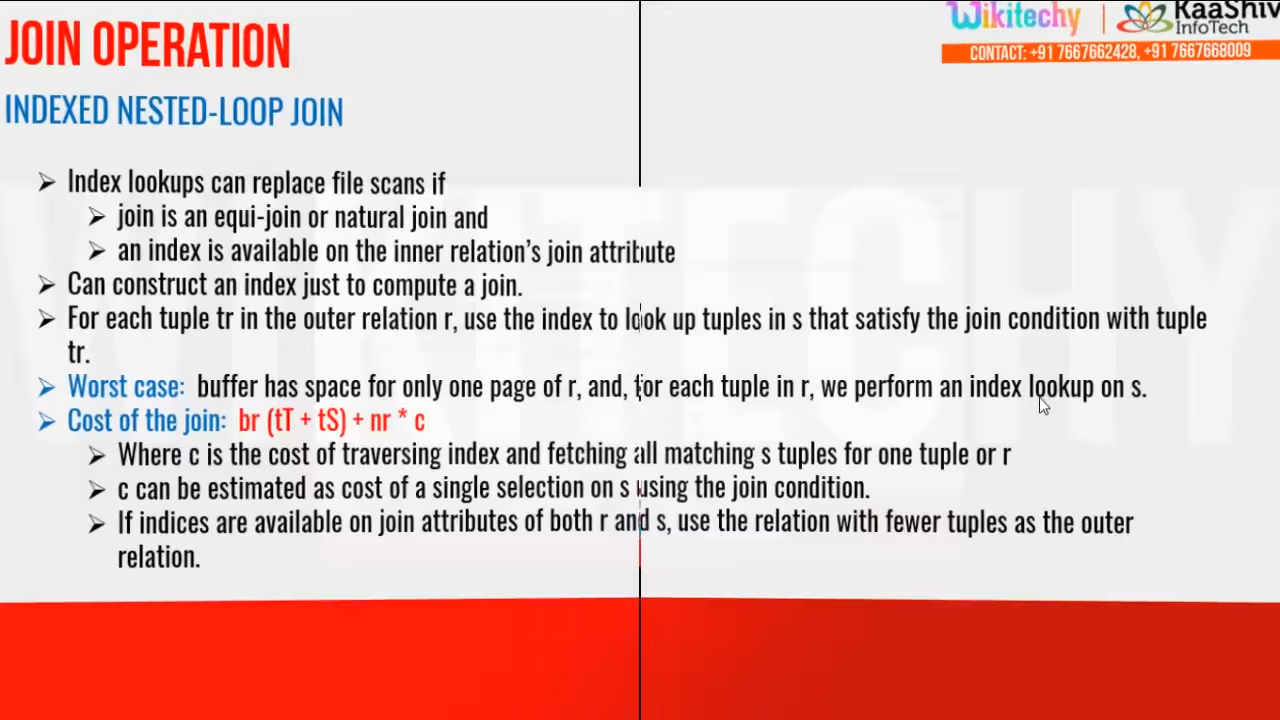 JOIN OPERATION
Wikitechy
KaaShiv
InfoTech
CONTACT: +91 7667662428, +91 7667668009
INDEXED NESTED-LOOP JOIN
➢ Index lookups can replace file scans if
➢ join is an equi-join or natural join and
➢ an index is available on the inner relation’s join attribute
➢ Can construct an index just to compute a join.
➢ For each tuple tr in the outer relation r, use the index to look up tuples in s that satisfy the join condition with tuple
tr.
➢ Worst case: buffer has space for only one page of r, and, for each tuple in r, we perform an index lookup on s.
➢ Cost of the join: br (tT + tS) + nr * c
➢ Where c is the cost of traversing index and fetching all matching s tuples for one tuple or r
➢ c can be estimated as cost of a single selection on s using the join condition.
➢ If indices are available on join attributes of both r and s, use the relation with fewer tuples as the outer
relation.
WIKITECHY